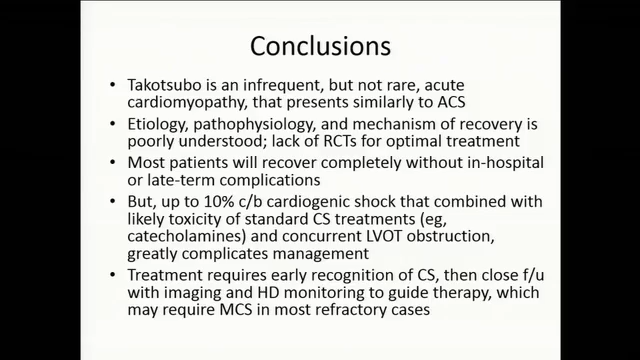 Conclusions
• Takotsubo is an infrequent, but not rare, acute
cardiomyopathy, that presents similarly to ACS
• Etiology, pathophysiology, and mechanism of recovery is
poorly understood; lack of RCTs for optimal treatment
• Most patients will recover completely without in-hospital
or late-term complications
• But, up to 10% c/b cardiogenic shock that combined with
likely toxicity of standard CS treatments (eg,
catecholamines) and concurrent LVOT obstruction,
greatly complicates management
• Treatment requires early recognition of CS, then close f/u
with imaging and HD monitoring to guide therapy, which
may require MCS in most refractory cases